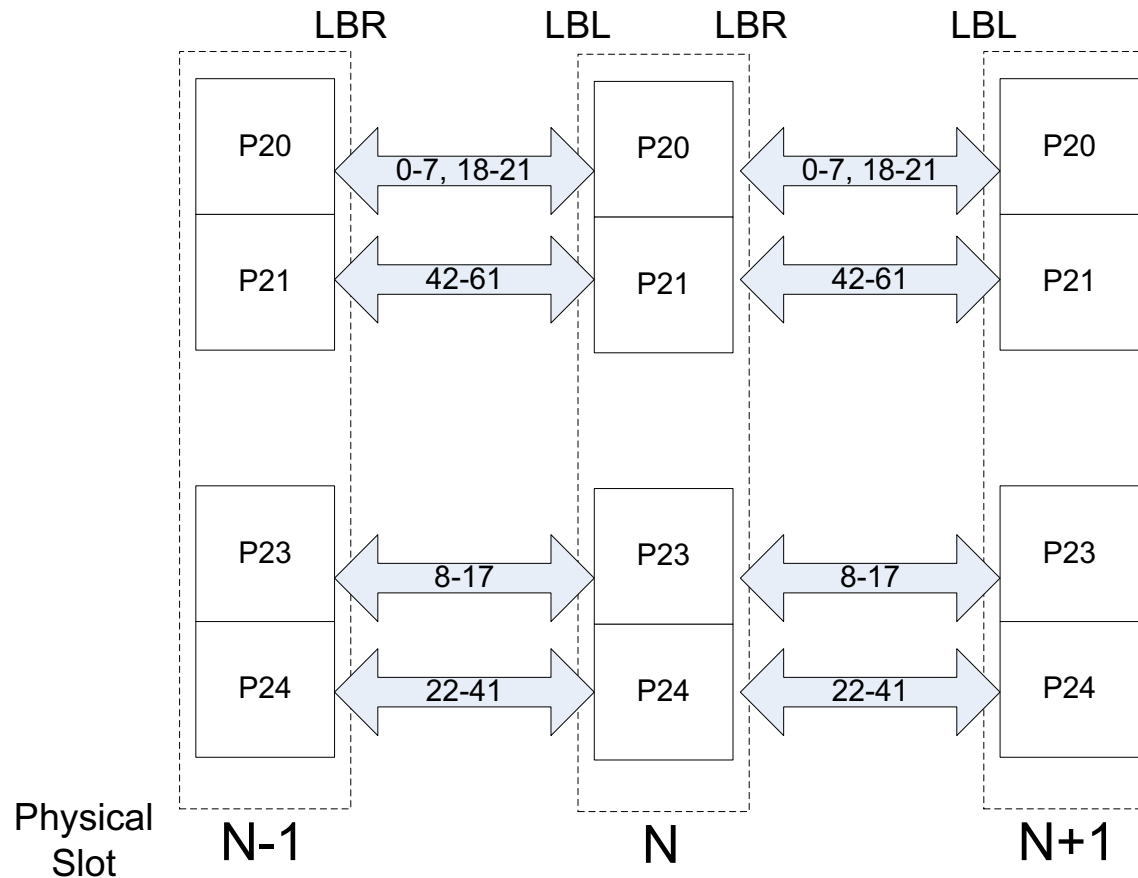 LBR LBL LBR LBL
P20 P20 P20
0-7, 18-21 0-7, 18-21
P21 42-61 P21 42-61 P21
P23 P23 P23
8-17 8-17
P24 22-41 P24 22-41 P24
Physical
Slot
N-1 N N+1